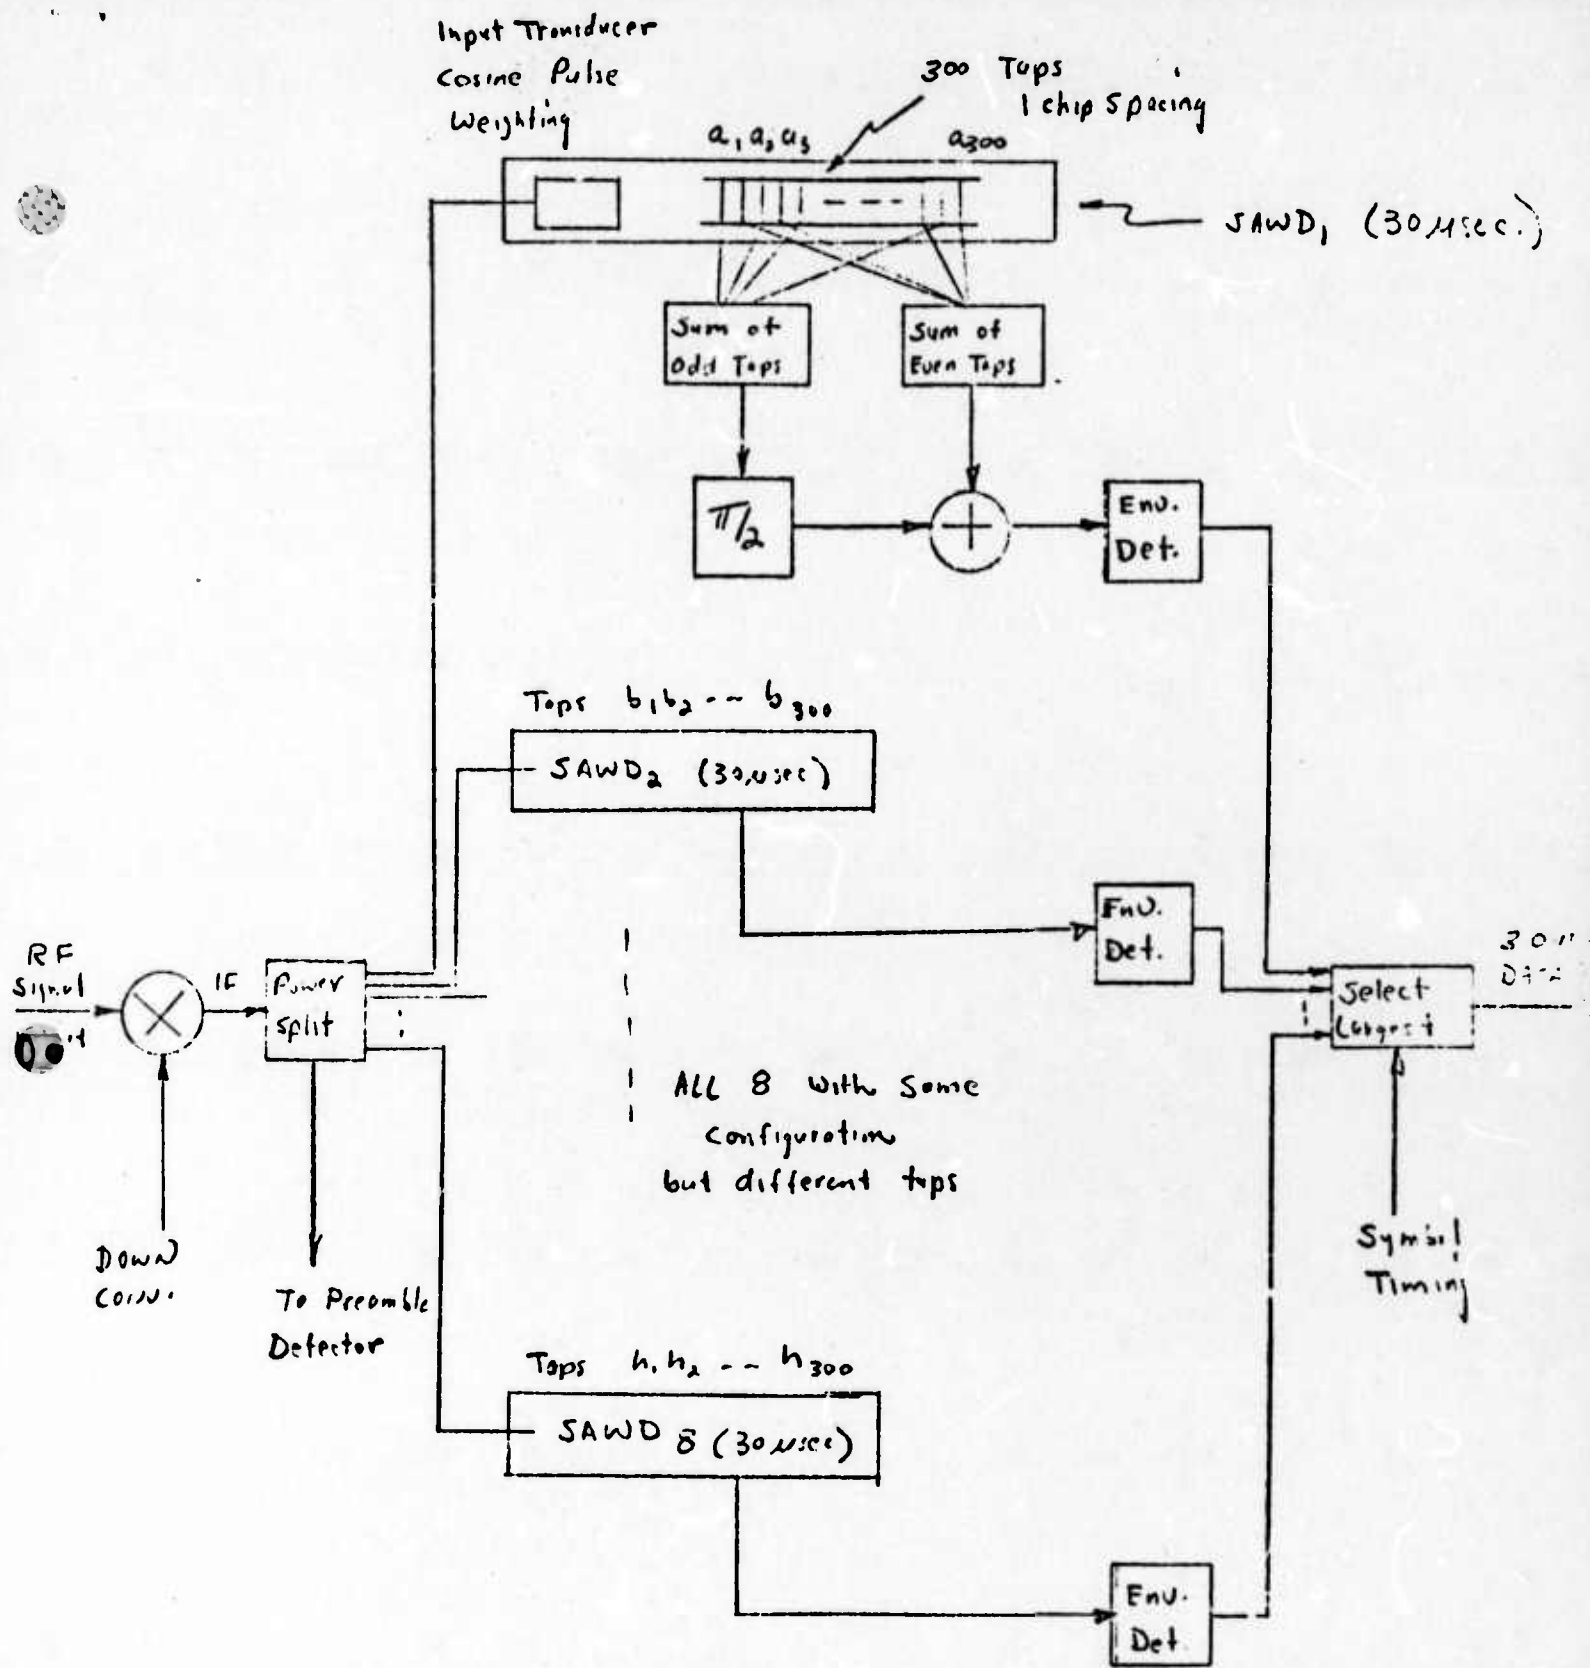 Input Transducer
Cosine Pulse
Weighting
300 Taps
1 chip Spacing
a₁ a₂ a₃
a₃₀₀
SAWD₁ (30 μsec.)
Sum of
Odd Taps
Sum of
Even Taps
π/2
+
Env.
Det.
Taps b₁ b₂ -- b₃₀₀
SAWD₂ (30 μsec)
Env.
Det.
RF
Signal
IF
Power
Split
Select
Largest
ALL 8 with Same
Configuration
but different taps
Down
Conv.
To Preamble
Detector
Symbol
Timing
Taps h₁ h₂ -- h₃₀₀
SAWD 8 (30 μsec)
Env.
Det.